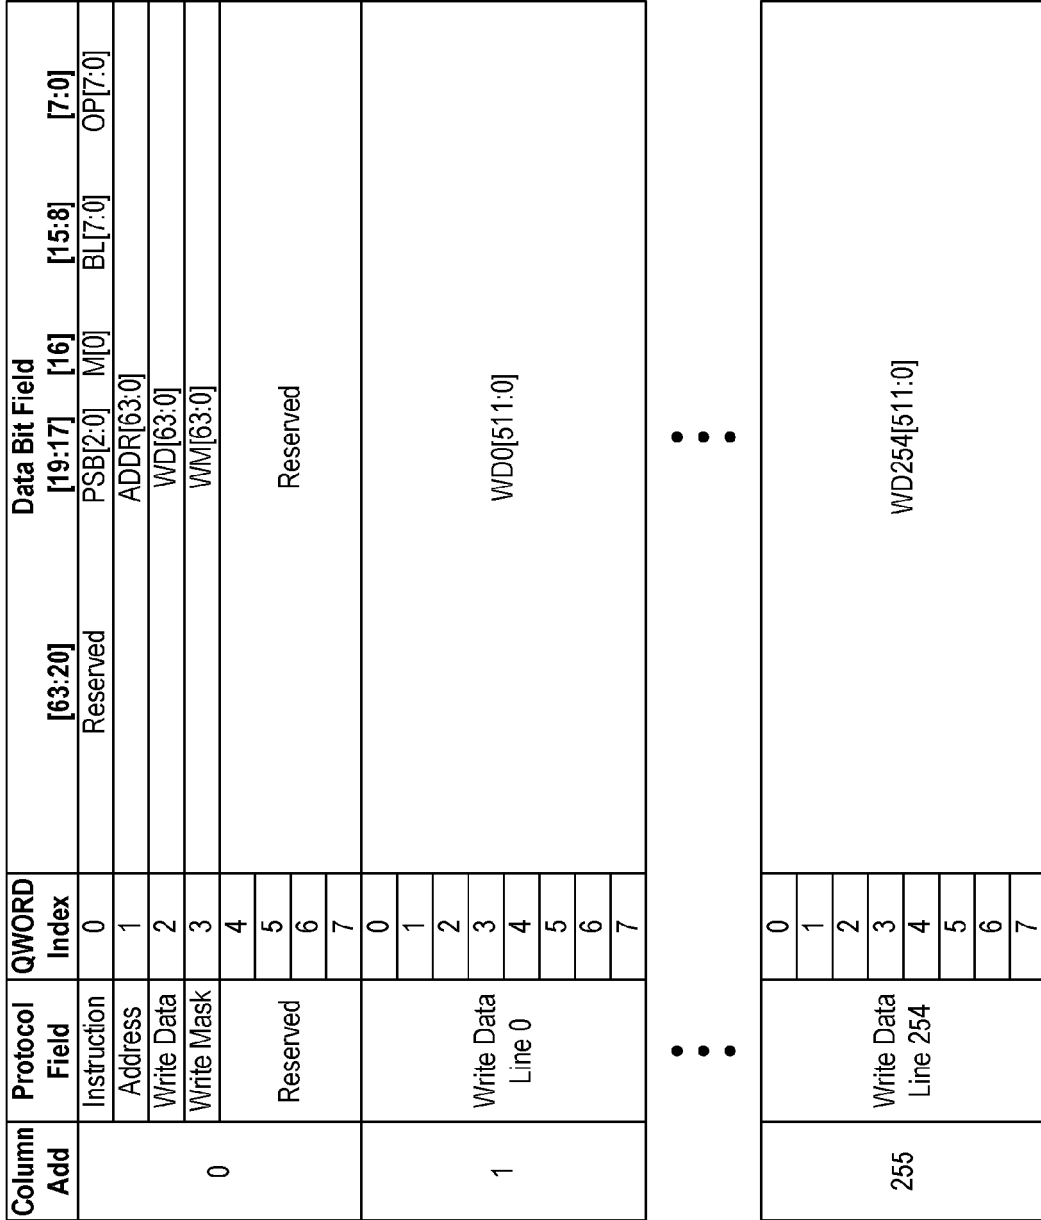 Column Add Protocol Field QWORD Index Data Bit Field
[63:20] [19:17] [16] [15:8] [7:0]
0 Instruction 0 Reserved PSB[2:0] M[0] BL[7:0] OP[7:0]
Address 1 ADDR[63:0]
Write Data 2 WD[63:0]
Write Mask 3 WM[63:0]
Reserved 4 Reserved
5
6
7
1 Write Data Line 0 0 WD0[511:0]
1
2
3
4
5
6
7
••• •••
255 Write Data Line 254 0 WD254[511:0]
1
2
3
4
5
6
7